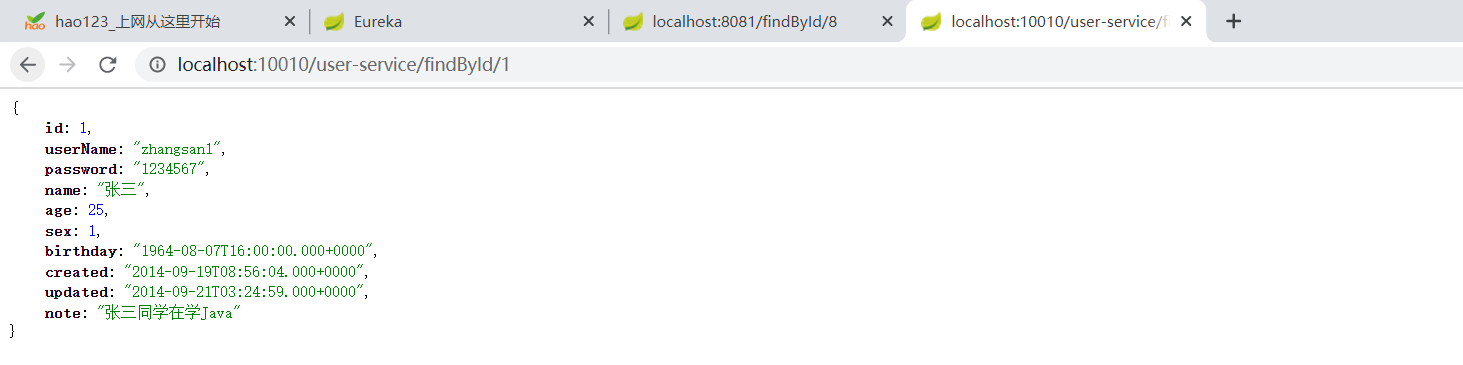 hao123_上网从这里开始
Eureka
localhost:8081/findById/8
localhost:10010/user-service/fi
localhost:10010/user-service/findById/1
{
id: 1,
userName: "zhangsan1",
password: "1234567",
name: "张三",
age: 25,
sex: 1,
birthday: "1964-08-07T16:00:00.000+0000",
created: "2014-09-19T08:56:04.000+0000",
updated: "2014-09-21T03:24:59.000+0000",
note: "张三同学在学Java"
}